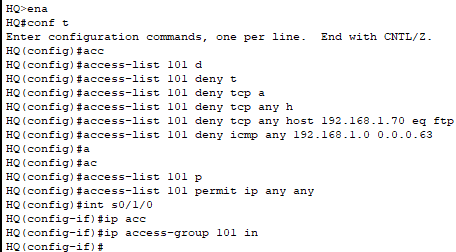 HQ>ena
HQ#conf t
Enter configuration commands, one per line.  End with CNTL/Z.
HQ(config)#acc
HQ(config)#access-list 101 d
HQ(config)#access-list 101 deny t
HQ(config)#access-list 101 deny tcp a
HQ(config)#access-list 101 deny tcp any h
HQ(config)#access-list 101 deny tcp any host 192.168.1.70 eq ftp
HQ(config)#access-list 101 deny icmp any 192.168.1.0 0.0.0.63
HQ(config)#a
HQ(config)#ac
HQ(config)#access-list 101 p
HQ(config)#access-list 101 permit ip any any
HQ(config)#int s0/1/0
HQ(config-if)#ip acc
HQ(config-if)#ip access-group 101 in
HQ(config-if)#